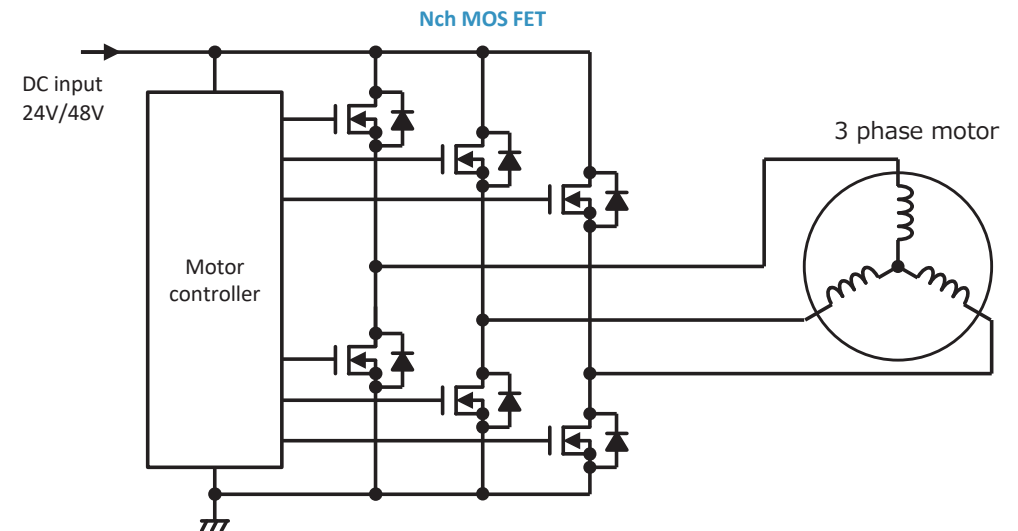 Nch MOS FET
DC input
24V/48V
3 phase motor
Motor
controller